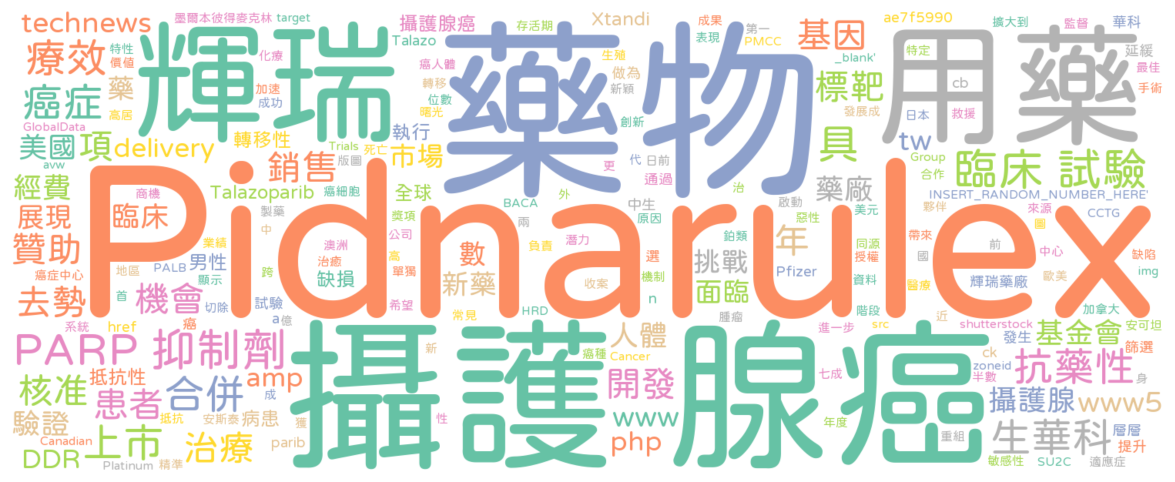 technews
墨爾本彼得麥克林
target
攝護腺癌
存活期
Xtandi
成果
第一
ae7f5990
擴大到
監督
華科
療效
特性
價值
化療
Talazo
輝瑞
藥物
用藥
表現
PMCC
基因
_blank'
特定
延緩
最佳
癌症
藥
加速
成功
癌人體
轉移
位數
曙光
生殖
做為
新穎
創新
標靶
發展成
cb
日本
救援
手術
GlobalData
高居
美國
項
delivery
轉移性
Trials
死亡
執行
市場
版圖
更
代
日前
通過
具
tw
Group
合作
臨床 試驗
avw
經費
銷售
Talazoparib
癌細胞
全球
外
治
藥廠
INSERT_RANDOM_NUMBER_HERE'
展現
商機
臨床
製藥
獎項
BACA
中生
兩
原因
啟動
美元
夥伴
來源
圖
CCTG
Pidnarulex
贊助
業績
中
澳洲
公司
負責
潛力
選
年
鉑類
惡性
同源
授權
帶來
前
中心
缺陷
癌症中心
PALB
男性
顯示
跨
治癒
高
單獨
數
收案
機制
挑戰
Pfizer
資料
國
歐美
img
去勢
地區
首
機會
切除
試驗
缺損
希望
新藥
n
面臨
階段
醫療
輝瑞藥廠
加拿大
a
億
常見
HRD
腫瘤
近
系統
href
癌
新
癌種
人體
進一步
src
shutterstock
發生
安可坦
PARP 抑制劑
攝護腺癌
Cancer
七成
ck
zoneid
半數
基金會
篩選
核准
抵抗性
amp
開發
抗藥性
身
患者
合併
成
安斯泰
獲
性
攝護腺
www5
驗證
抵抗
病患
www
年度
層層
Canadian
上市
治療
parib
php
重組
生華科
提升
DDR
Platinum
精準
敏感性
SU2C
適應症